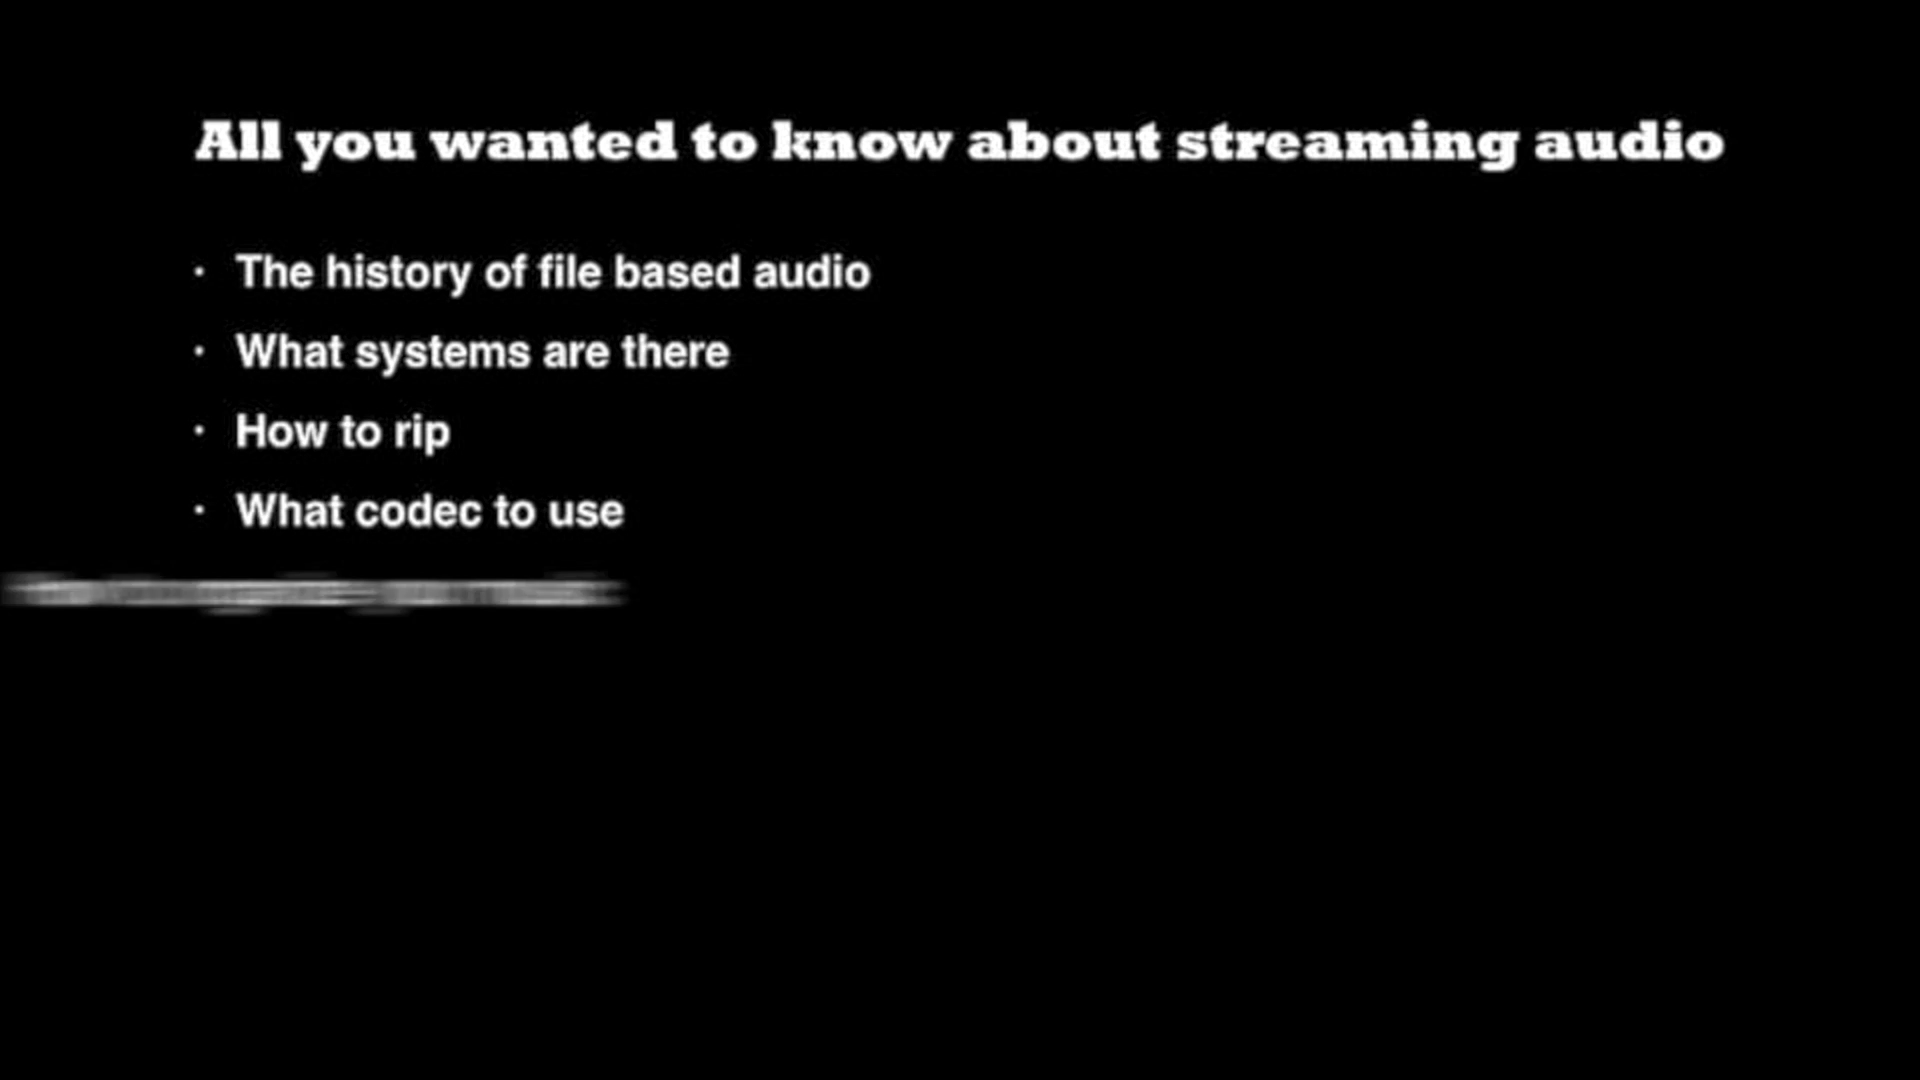 All you wanted to know about streaming audio
· The history of file based audio
· What systems are there
· How to rip
· What codec to use